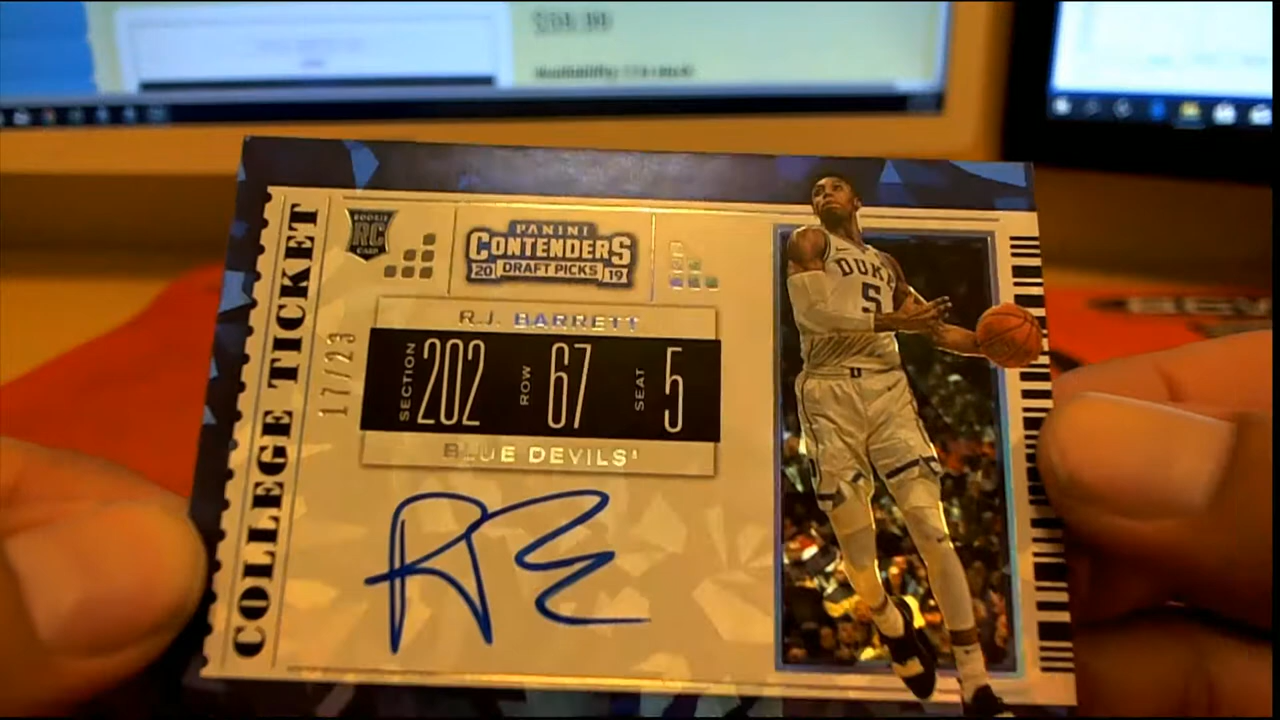 COLLEGE TICKET
17/23
ROOKIE
RC
CARD
PANINI
CONTENDERS
20 DRAFT PICKS 19
R.J. BARRETT
SECTION 202 ROW 67 SEAT 5
BLUE DEVILS
DUKE
5